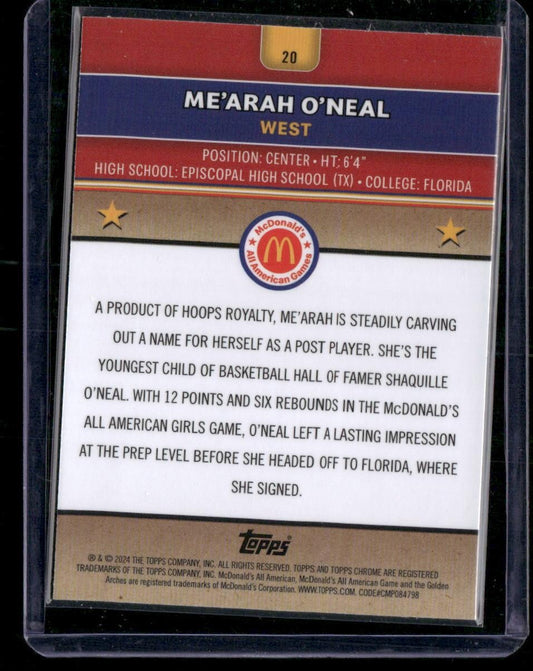 20
ME'ARAH O'NEAL
WEST
POSITION: CENTER • HT: 6'4"
HIGH SCHOOL: EPISCOPAL HIGH SCHOOL (TX) • COLLEGE: FLORIDA
McDonald's
All American Games
A PRODUCT OF HOOPS ROYALTY, ME'ARAH IS STEADILY CARVING
OUT A NAME FOR HERSELF AS A POST PLAYER. SHE'S THE
YOUNGEST CHILD OF BASKETBALL HALL OF FAMER SHAQUILLE
O'NEAL. WITH 12 POINTS AND SIX REBOUNDS IN THE McDONALD'S
ALL AMERICAN GIRLS GAME, O'NEAL LEFT A LASTING IMPRESSION
AT THE PREP LEVEL BEFORE SHE HEADED OFF TO FLORIDA, WHERE
SHE SIGNED.
TOPPS
® & © 2024 THE TOPPS COMPANY, INC. ALL RIGHTS RESERVED. TOPPS AND TOPPS CHROME ARE REGISTERED
TRADEMARKS OF THE TOPPS COMPANY, INC. McDonald's All American, McDonald's All American Game and the Golden
Arches are registered trademarks of McDonald's Corporation. WWW.TOPPS.COM. CODE#CMP084798